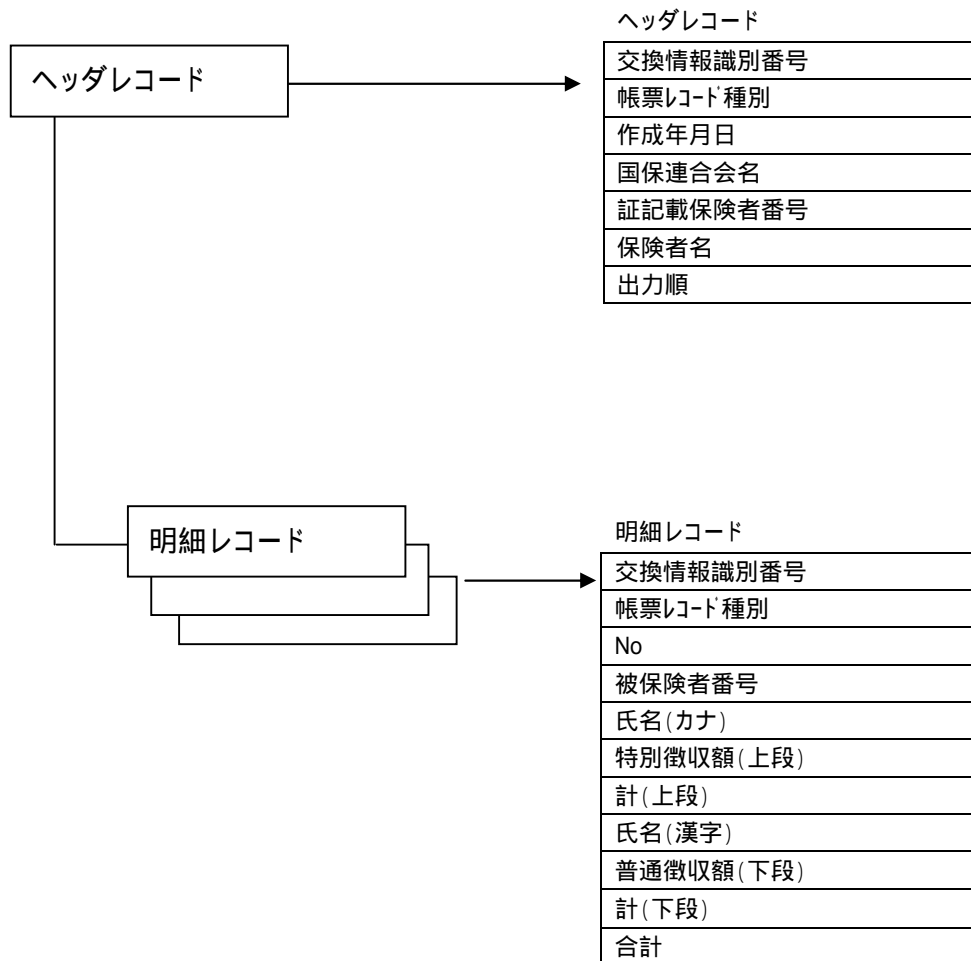 ヘッダレコード
ヘッダレコード
交換情報識別番号
帳票ﾚｺｰﾄﾞ種別
作成年月日
国保連合会名
証記載保険者番号
保険者名
出力順
明細レコード
明細レコード
交換情報識別番号
帳票ﾚｺｰﾄﾞ種別
No
被保険者番号
氏名(カナ)
特別徴収額(上段)
計(上段)
氏名(漢字)
普通徴収額(下段)
計(下段)
合計